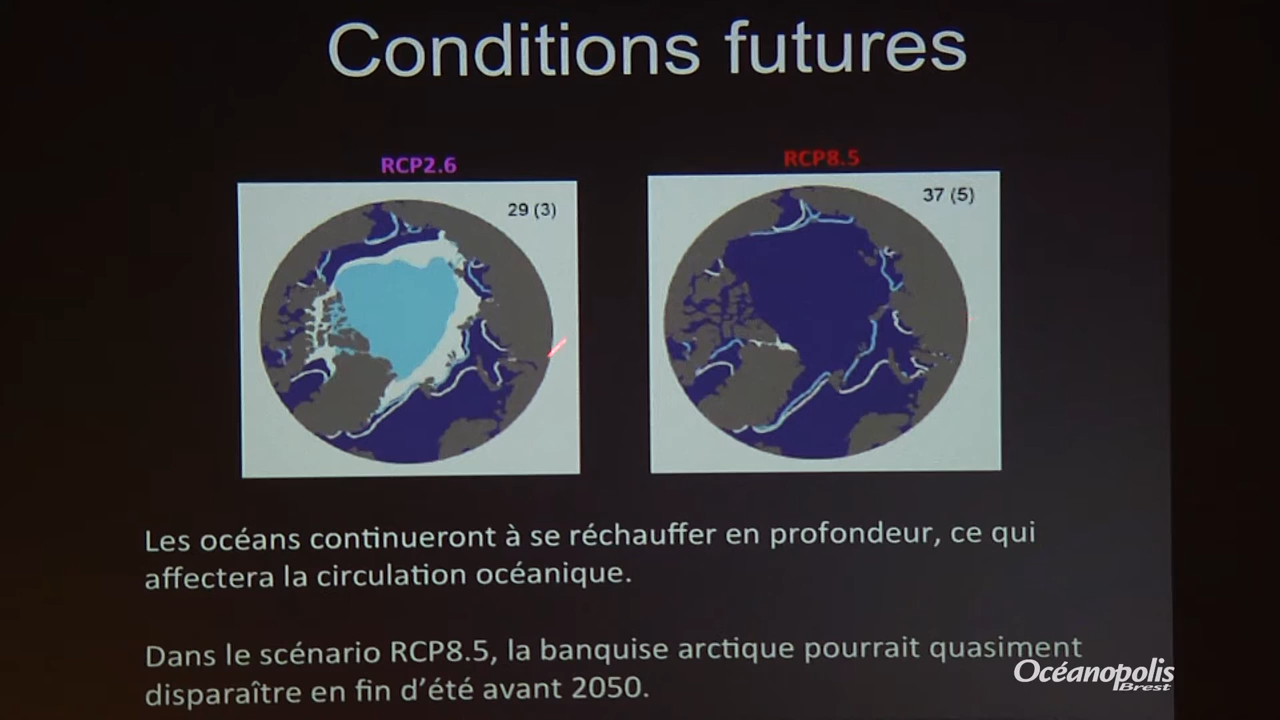 Conditions futures
RCP2.6
RCP8.5
29 (3)
37 (5)
Les océans continueront à se réchauffer en profondeur, ce qui
affectera la circulation océanique.
Dans le scénario RCP8.5, la banquise arctique pourrait quasiment
disparaître en fin d'été avant 2050.
Océanopolis
Brest